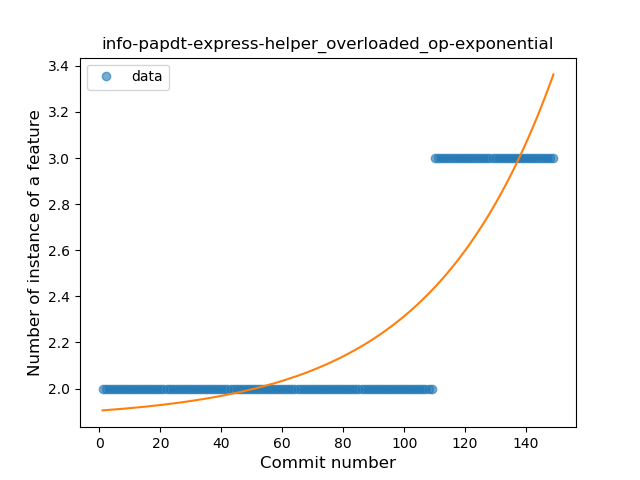 info-papdt-express-helper_overloaded_op-exponential
data
Number of instance of a feature
3.4
3.2
3.0
2.8
2.6
2.4
2.2
2.0
0 20 40 60 80 100 120 140
Commit number